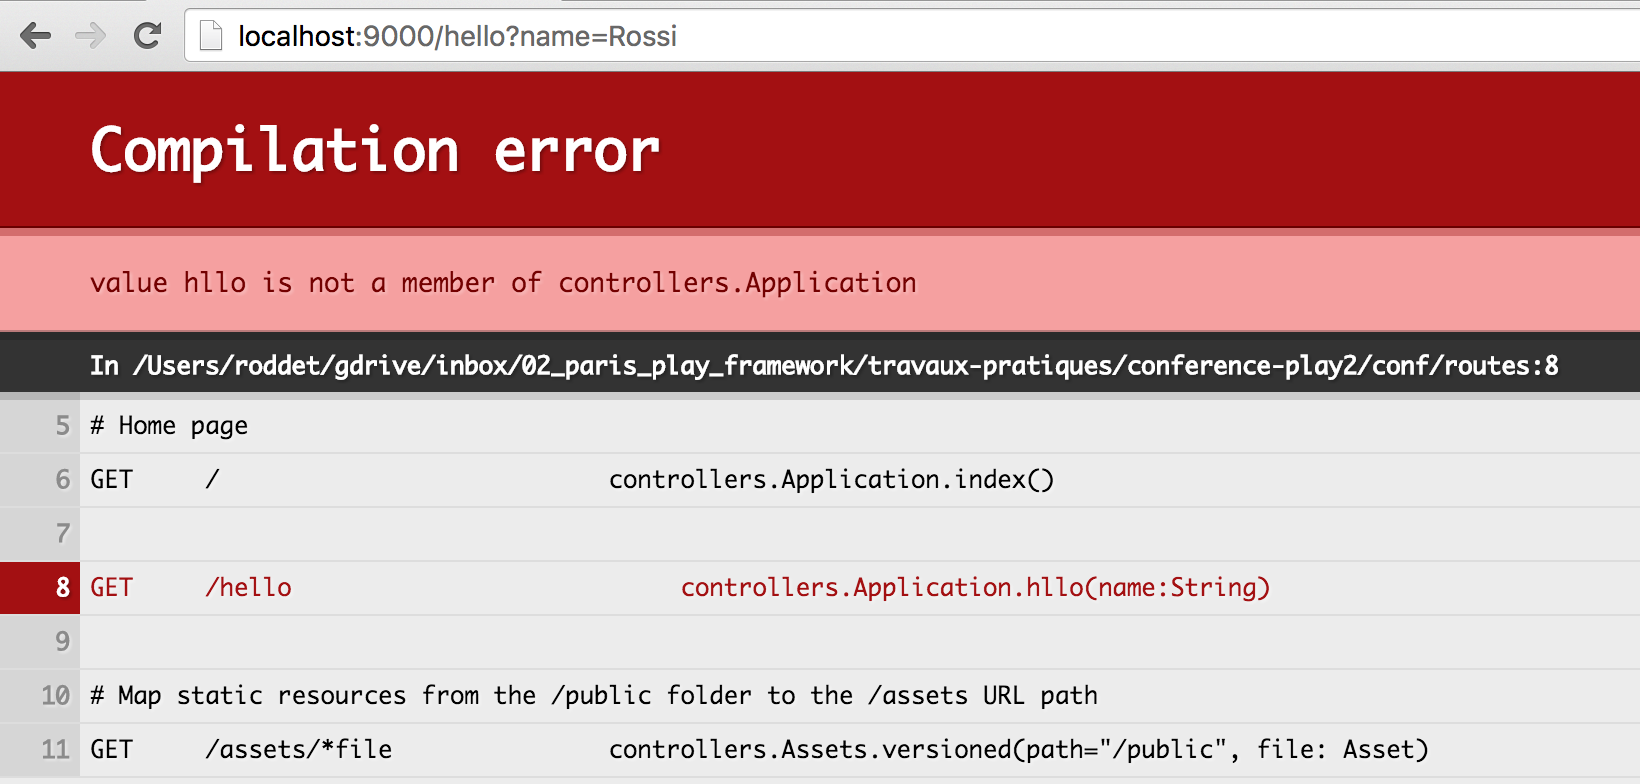 localhost:9000/hello?name=Rossi
Compilation error
value hllo is not a member of controllers.Application
In /Users/roddet/gdrive/inbox/02_paris_play_framework/travaux-pratiques/conference-play2/conf/routes:8
5 # Home page
6 GET / controllers.Application.index()
7
8 GET /hello controllers.Application.hllo(name:String)
9
10 # Map static resources from the /public folder to the /assets URL path
11 GET /assets/*file controllers.Assets.versioned(path="/public", file: Asset)